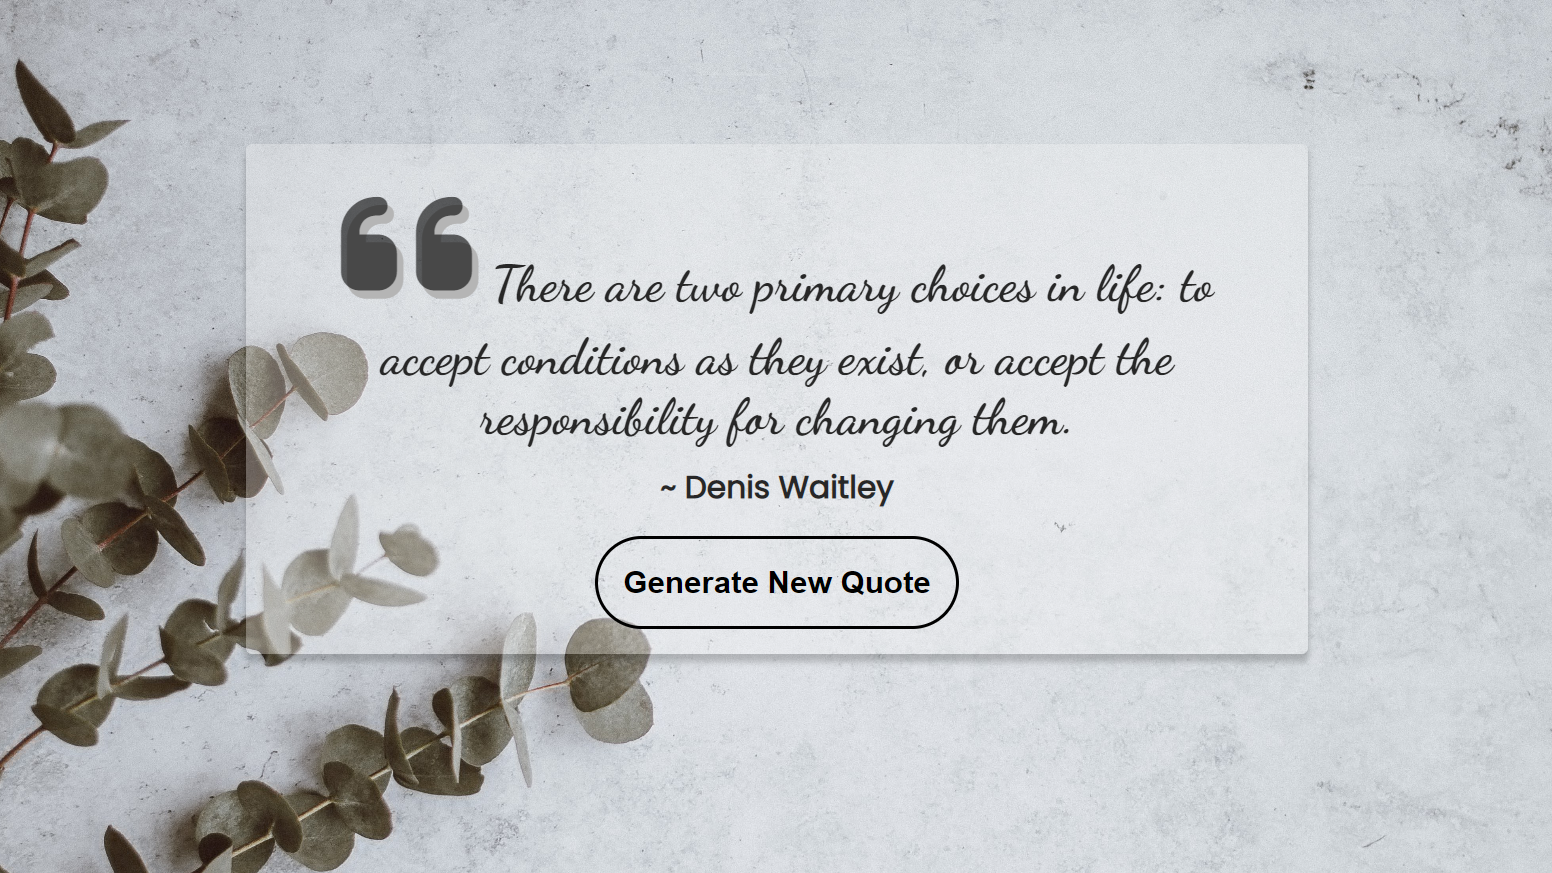 ❝ There are two primary choices in life: to
accept conditions as they exist, or accept the
responsibility for changing them.
~ Denis Waitley
Generate New Quote